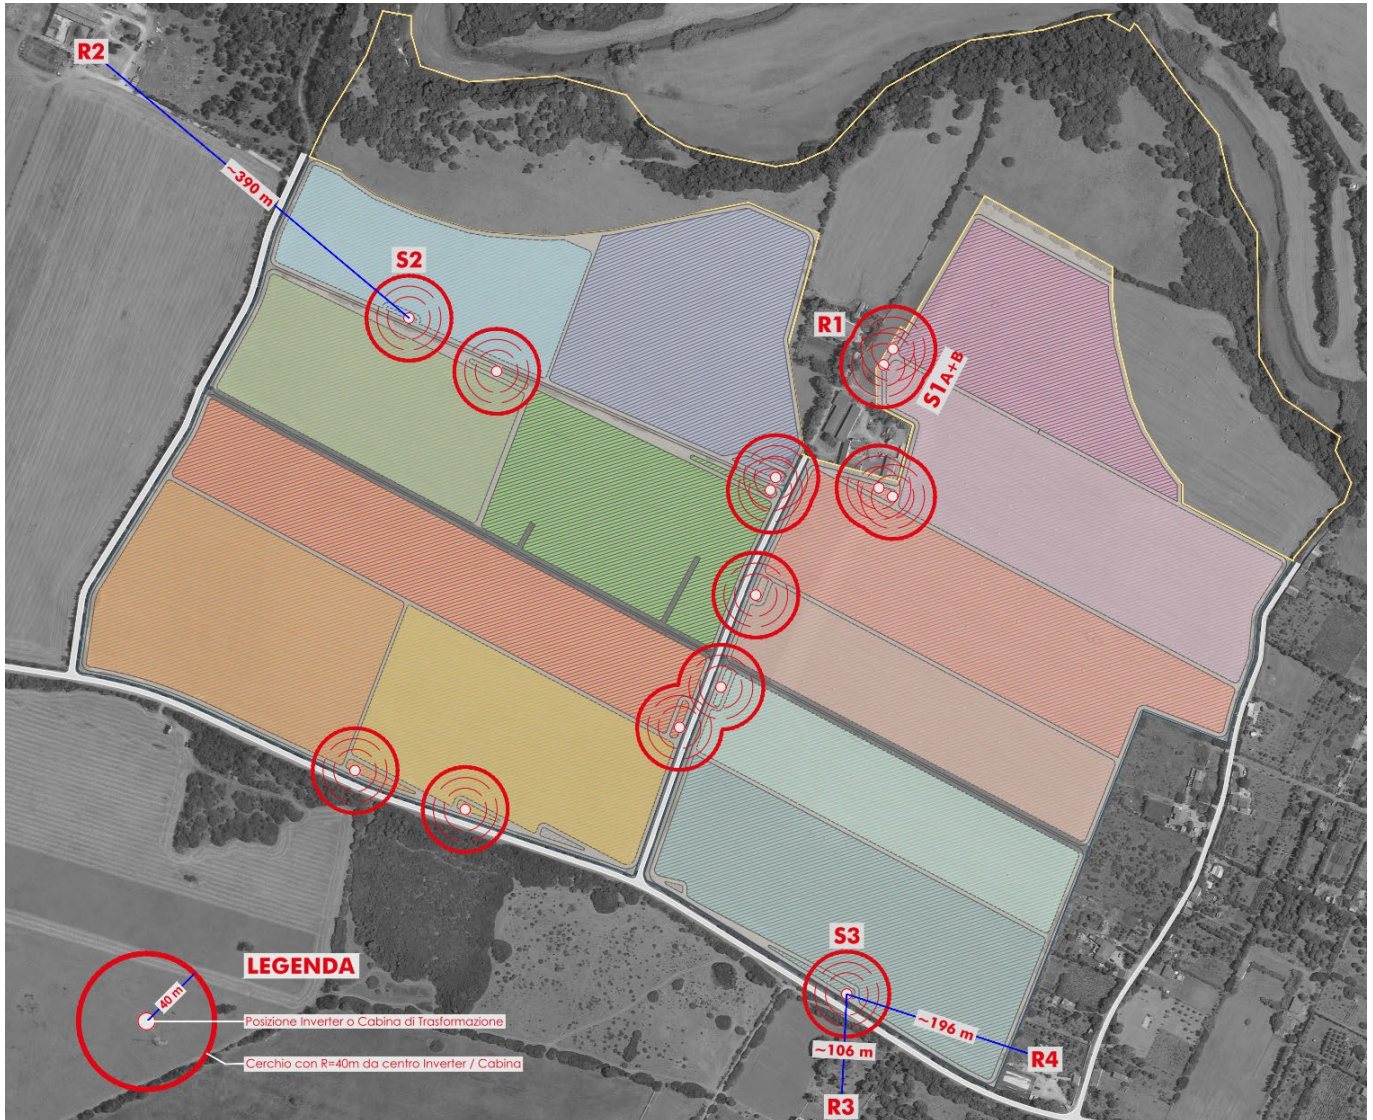 R2
~390 m
S2
R1
S1A+B
S3
~196 m
~106 m
R4
R3
LEGENDA
40 m
Posizione Inverter o Cabina di Trasformazione
Cerchio con R=40m da centro Inverter / Cabina